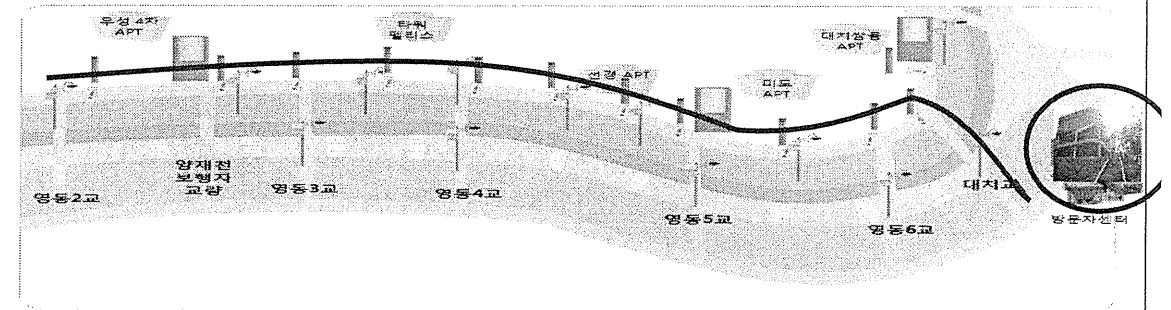 우성 4차
APT
타워
팰리스
대치쌍용
APT
선경 APT
미도
APT
양재천
보행자
교량
영동2교
영동3교
영동4교
영동5교
영동6교
대치교
방문자센터